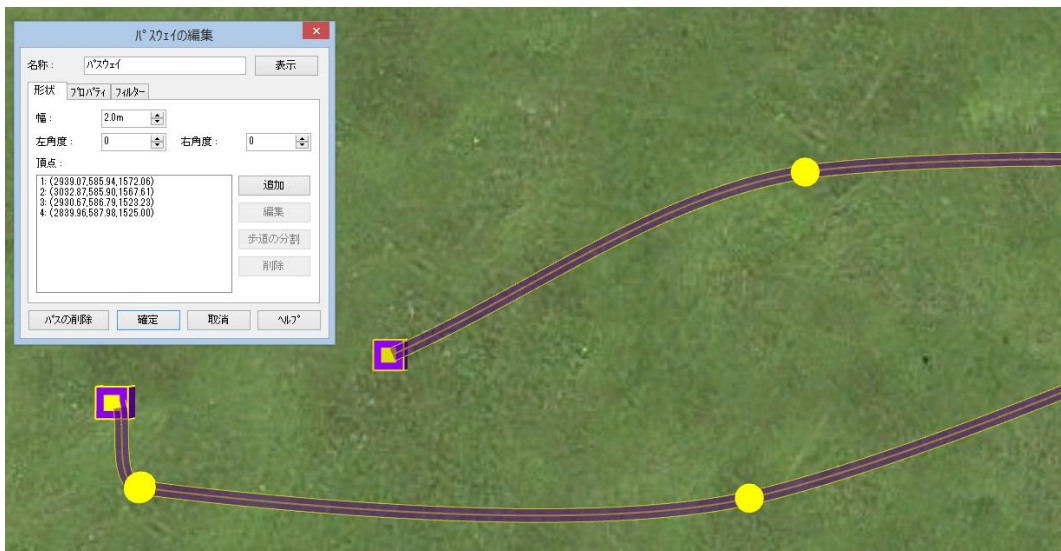 パスウェイの編集
名称： パスウェイ 表示
形状 プロパティ フィルター
幅： 2.0m
左角度： 0 右角度： 0
頂点：
1: (2939.07,585.94,1572.06)
2: (3032.87,585.90,1567.61)
3: (2930.67,586.79,1523.23)
4: (2839.96,587.98,1525.00)
追加
編集
歩道の分割
削除
パスの削除 確定 取消 ヘルプ